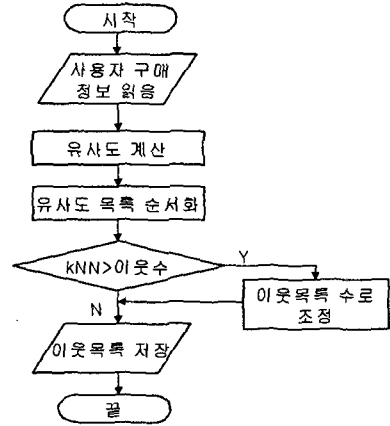 시작
사용자 구매
정보 읽음
유사도 계산
유사도 목록 순서화
kNN>이웃수
Y
이웃목록 수로
조정
N
이웃목록 저장
끝